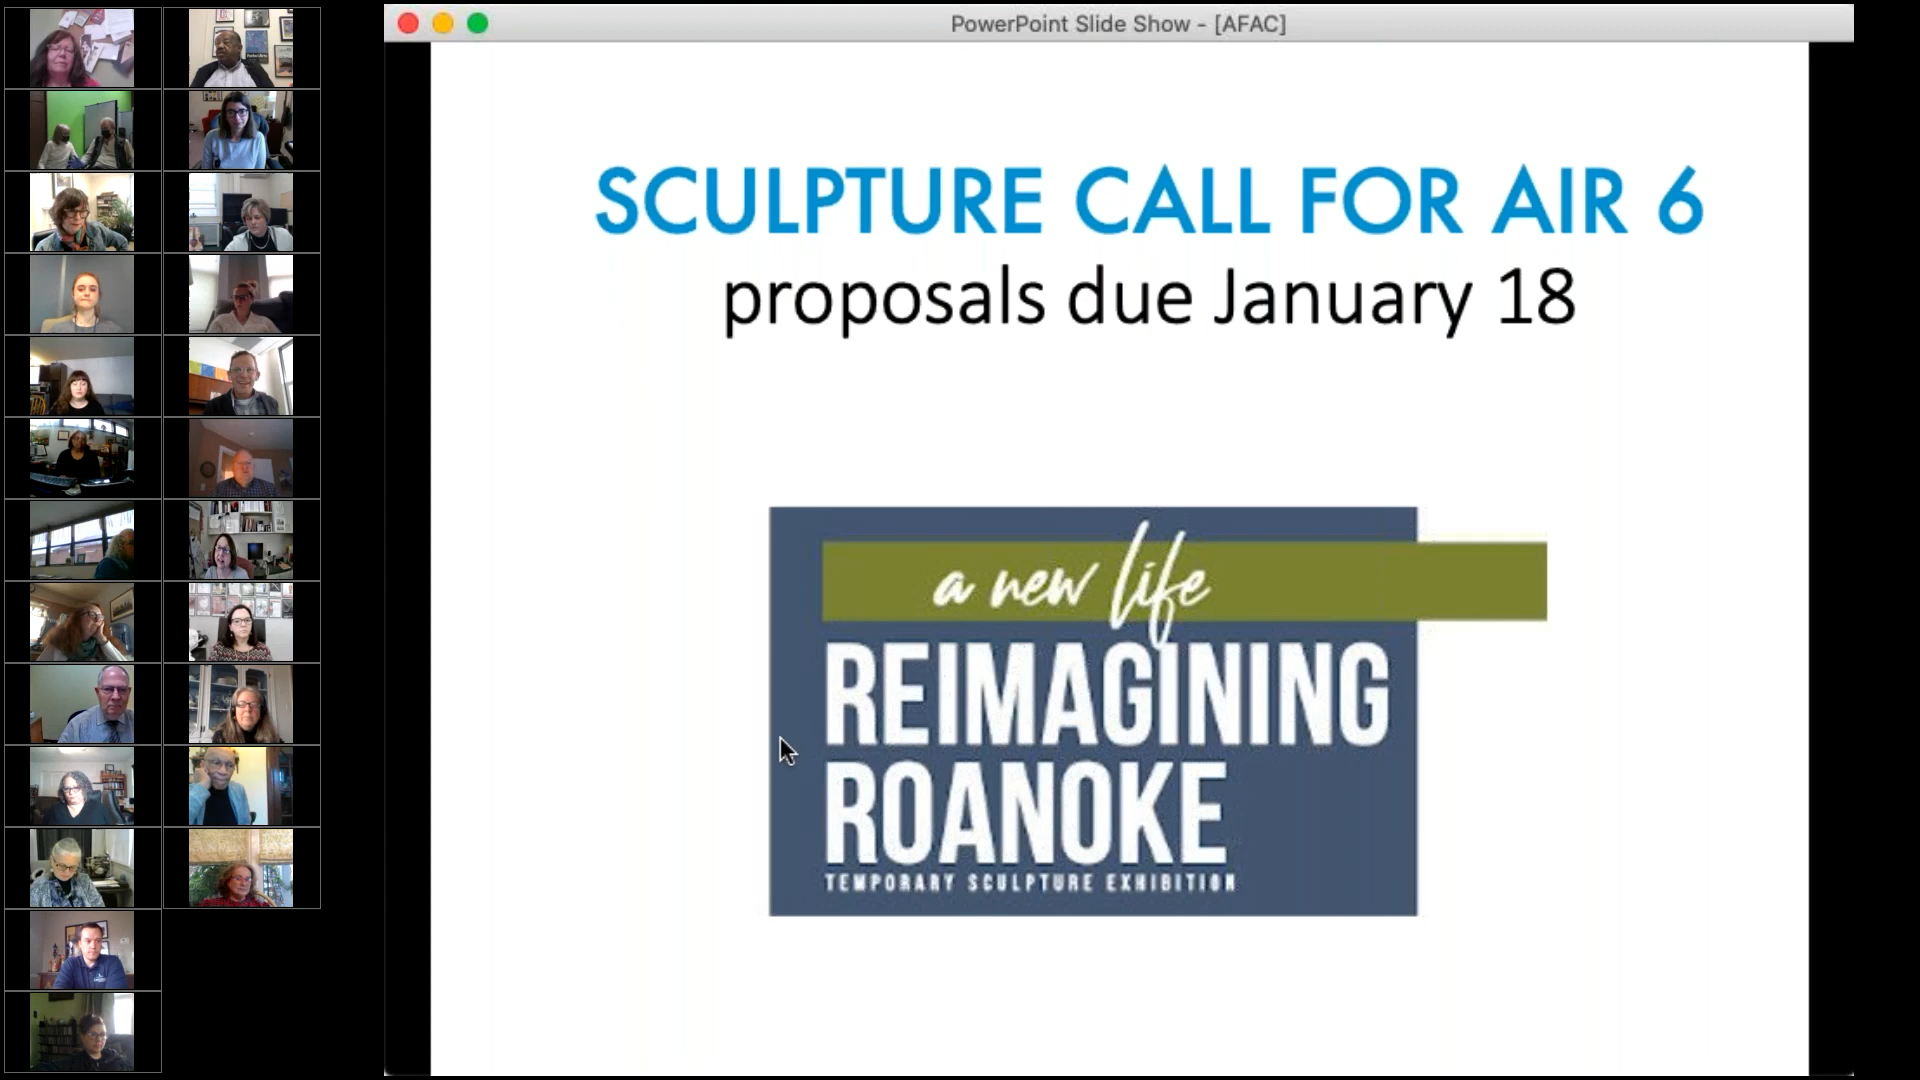 PowerPoint Slide Show - [AFAC]
SCULPTURE CALL FOR AIR 6
proposals due January 18
a new life
REIMAGINING
ROANOKE
TEMPORARY SCULPTURE EXHIBITION